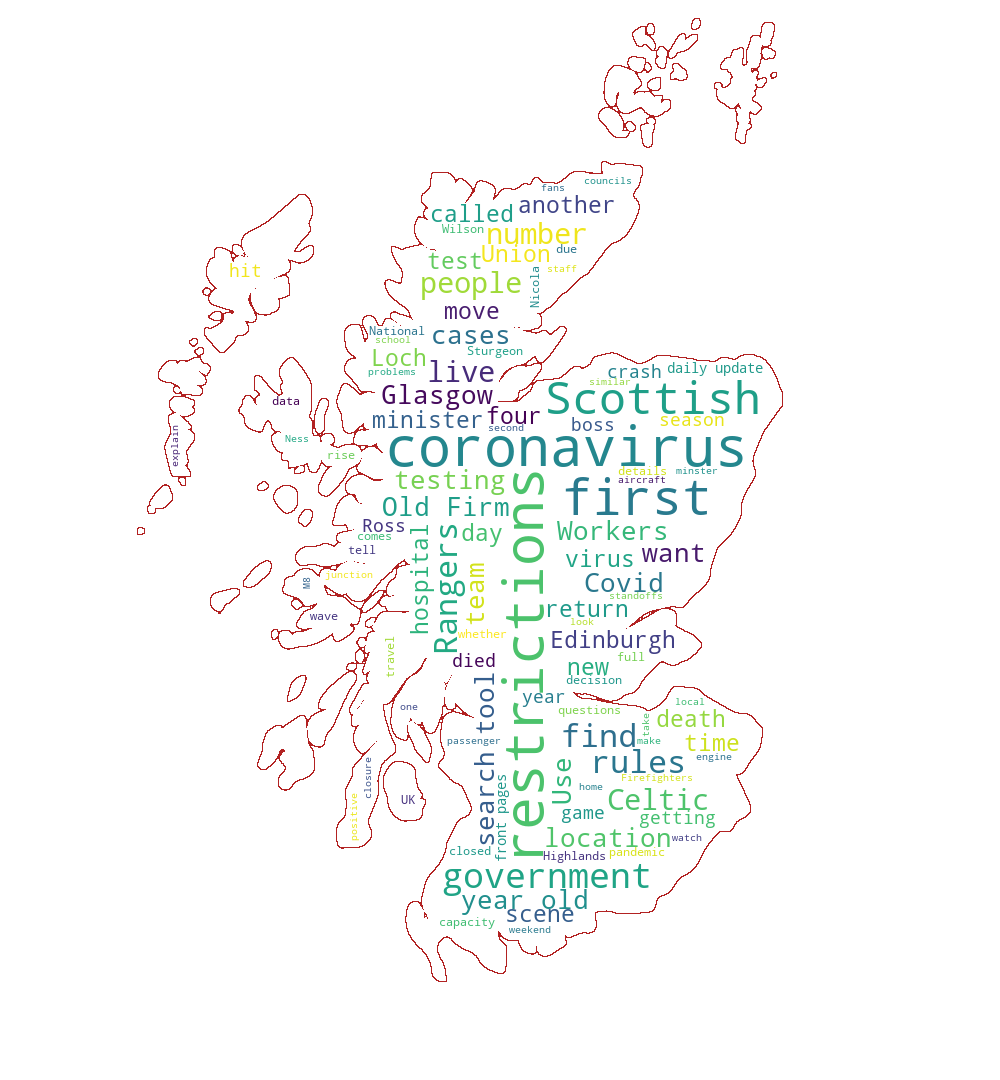 councils
fans
another
called
Wilson
number
Union
due
test
staff
people
Nicola
move
National
cases
school
Sturgeon
Loch
problems
live
crash
daily update
similar
Glasgow
Scottish
data
minister
four
second
boss
season
Ness
explain
rise
coronavirus
testing
details
minster
aircraft
first
Old Firm
Ross
comes
day
Workers
tell
virus
want
hospital
Rangers
team
restrictions
junction
M8
Covid
standoffs
return
wave
look
whether
Edinburgh
travel
died
new
full
decision
tool
year
one
questions
local
take
death
passenger
find
make
time
engine
closure
search
rules
Firefighters
Use
home
positive
UK
front pages
Celtic
game
getting
location
watch
closed
Highlands
pandemic
government
year old
scene
capacity
weekend
hit